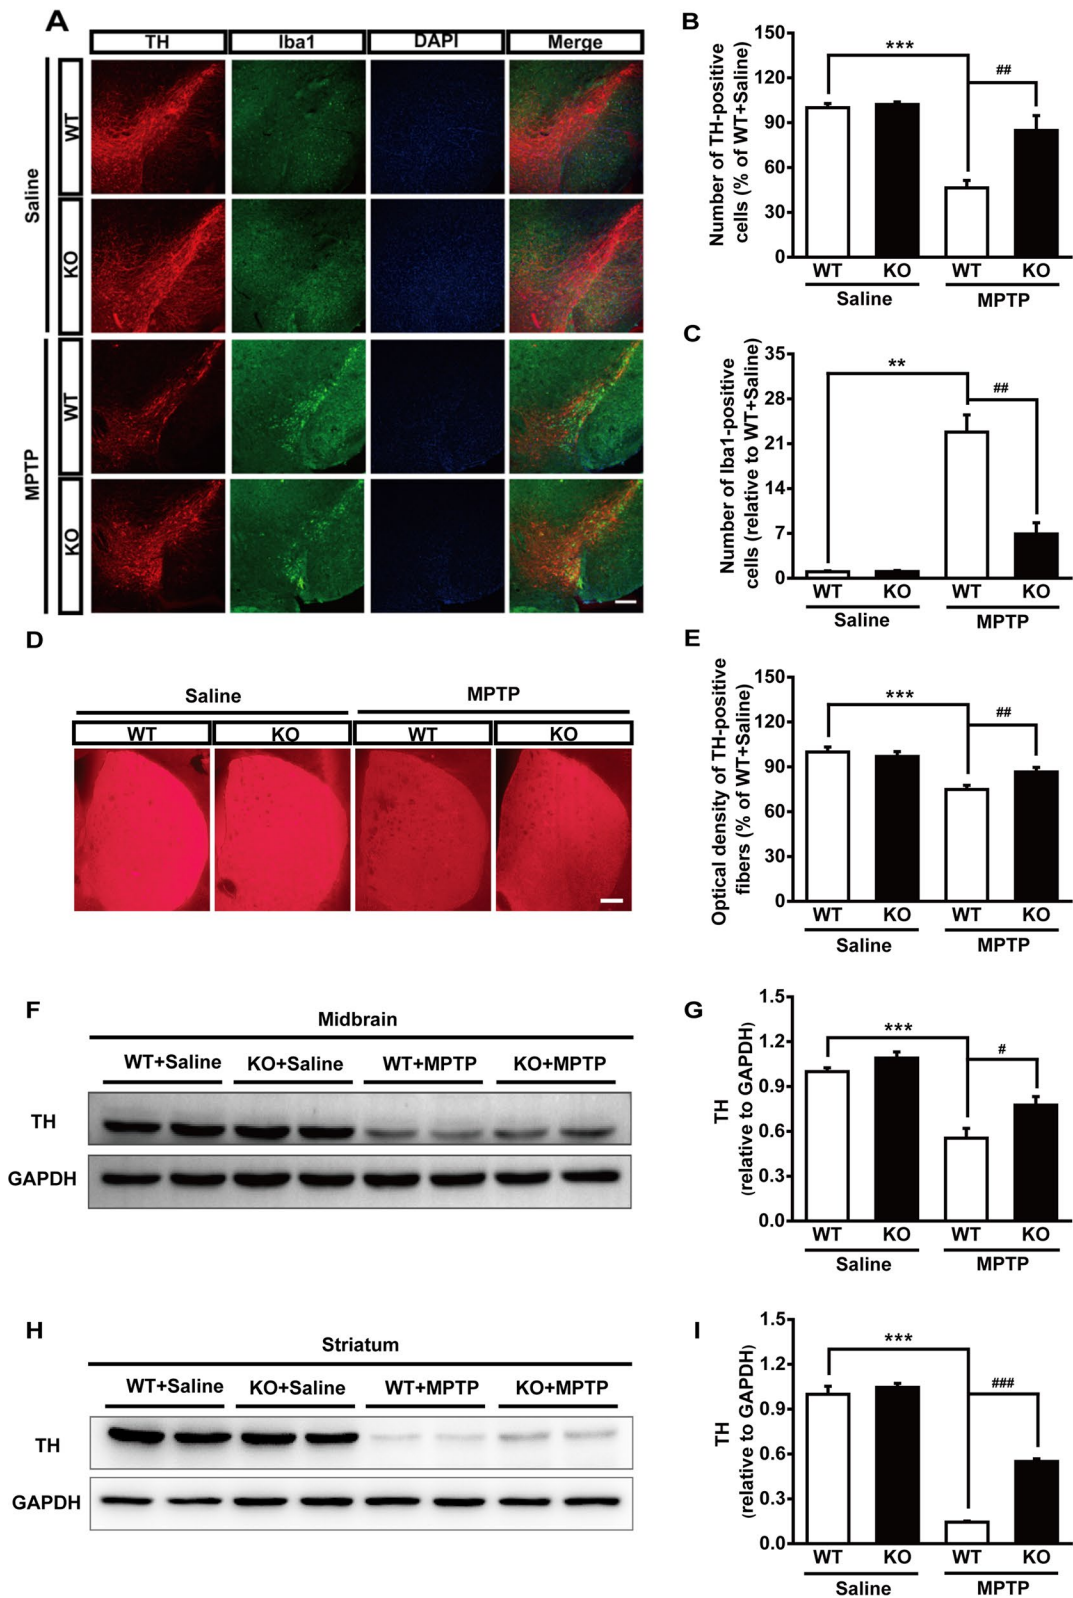 A
TH Iba1 DAPI Merge
Saline
WT
KO
MPTP
WT
KO
B
Number of TH-positive
cells (% of WT+Saline)
150
120
90
60
30
0
***
##
WT KO WT KO
Saline MPTP
C
Number of Iba1-positive
cells (relative to WT+Saline)
35
28
21
14
7
0
**
##
WT KO WT KO
Saline MPTP
D
Saline MPTP
WT KO WT KO
E
Optical density of TH-positive
fibers (% of WT+Saline)
150
120
90
60
30
0
***
##
WT KO WT KO
Saline MPTP
F
Midbrain
WT+Saline KO+Saline WT+MPTP KO+MPTP
TH
GAPDH
G
TH
(relative to GAPDH)
1.5
1.2
0.9
0.6
0.3
0.0
***
#
WT KO WT KO
Saline MPTP
H
Striatum
WT+Saline KO+Saline WT+MPTP KO+MPTP
TH
GAPDH
I
TH
(relative to GAPDH)
1.5
1.2
0.9
0.6
0.3
0.0
***
###
WT KO WT KO
Saline MPTP